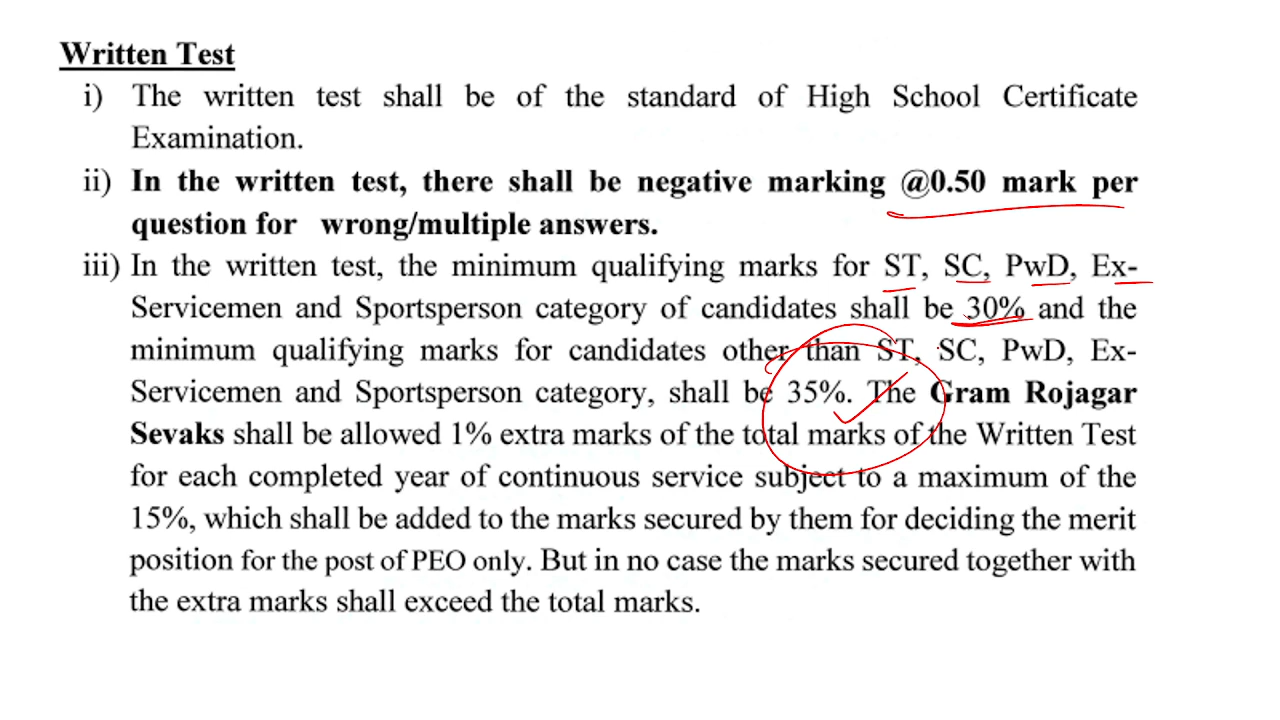 Written Test
i) The written test shall be of the standard of High School Certificate
Examination.
ii) In the written test, there shall be negative marking @0.50 mark per
question for wrong/multiple answers.
iii) In the written test, the minimum qualifying marks for ST, SC, PwD, Ex-
Servicemen and Sportsperson category of candidates shall be 30% and the
minimum qualifying marks for candidates other than ST, SC, PwD, Ex-
Servicemen and Sportsperson category, shall be 35%. The Gram Rojagar
Sevaks shall be allowed 1% extra marks of the total marks of the Written Test
for each completed year of continuous service subject to a maximum of the
15%, which shall be added to the marks secured by them for deciding the merit
position for the post of PEO only. But in no case the marks secured together with
the extra marks shall exceed the total marks.